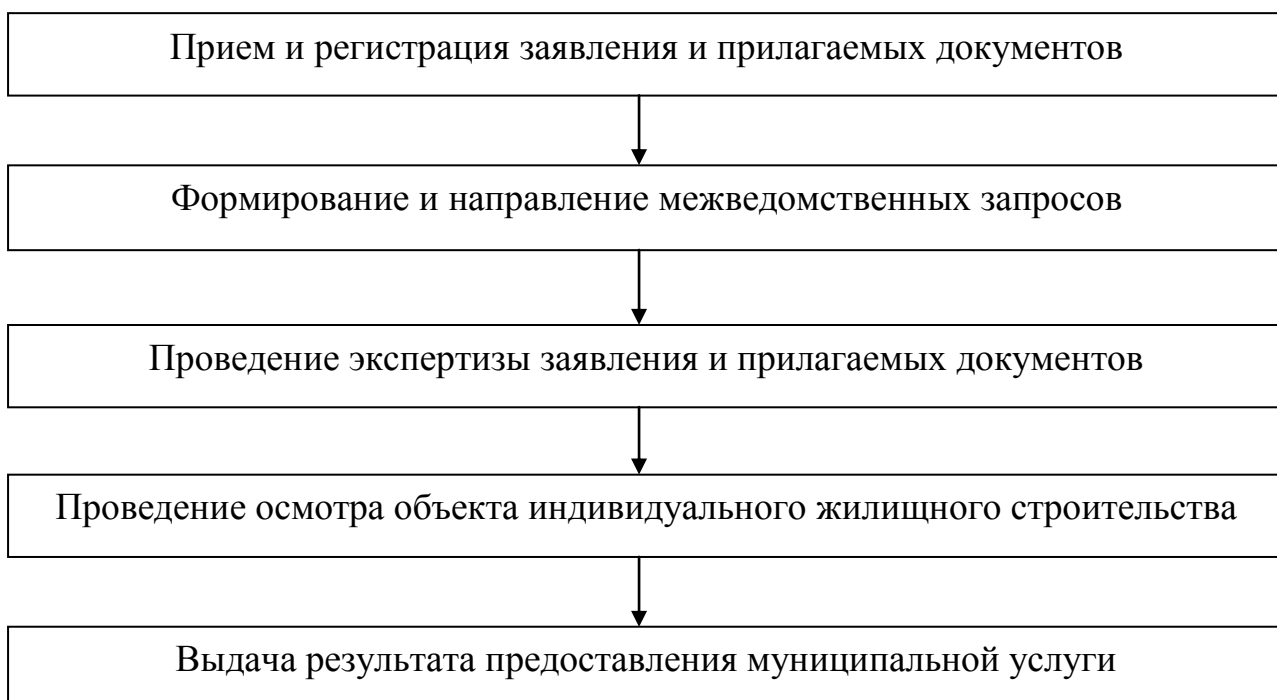 Прием и регистрация заявления и прилагаемых документов
Формирование и направление межведомственных запросов
Проведение экспертизы заявления и прилагаемых документов
Проведение осмотра объекта индивидуального жилищного строительства
Выдача результата предоставления муниципальной услуги